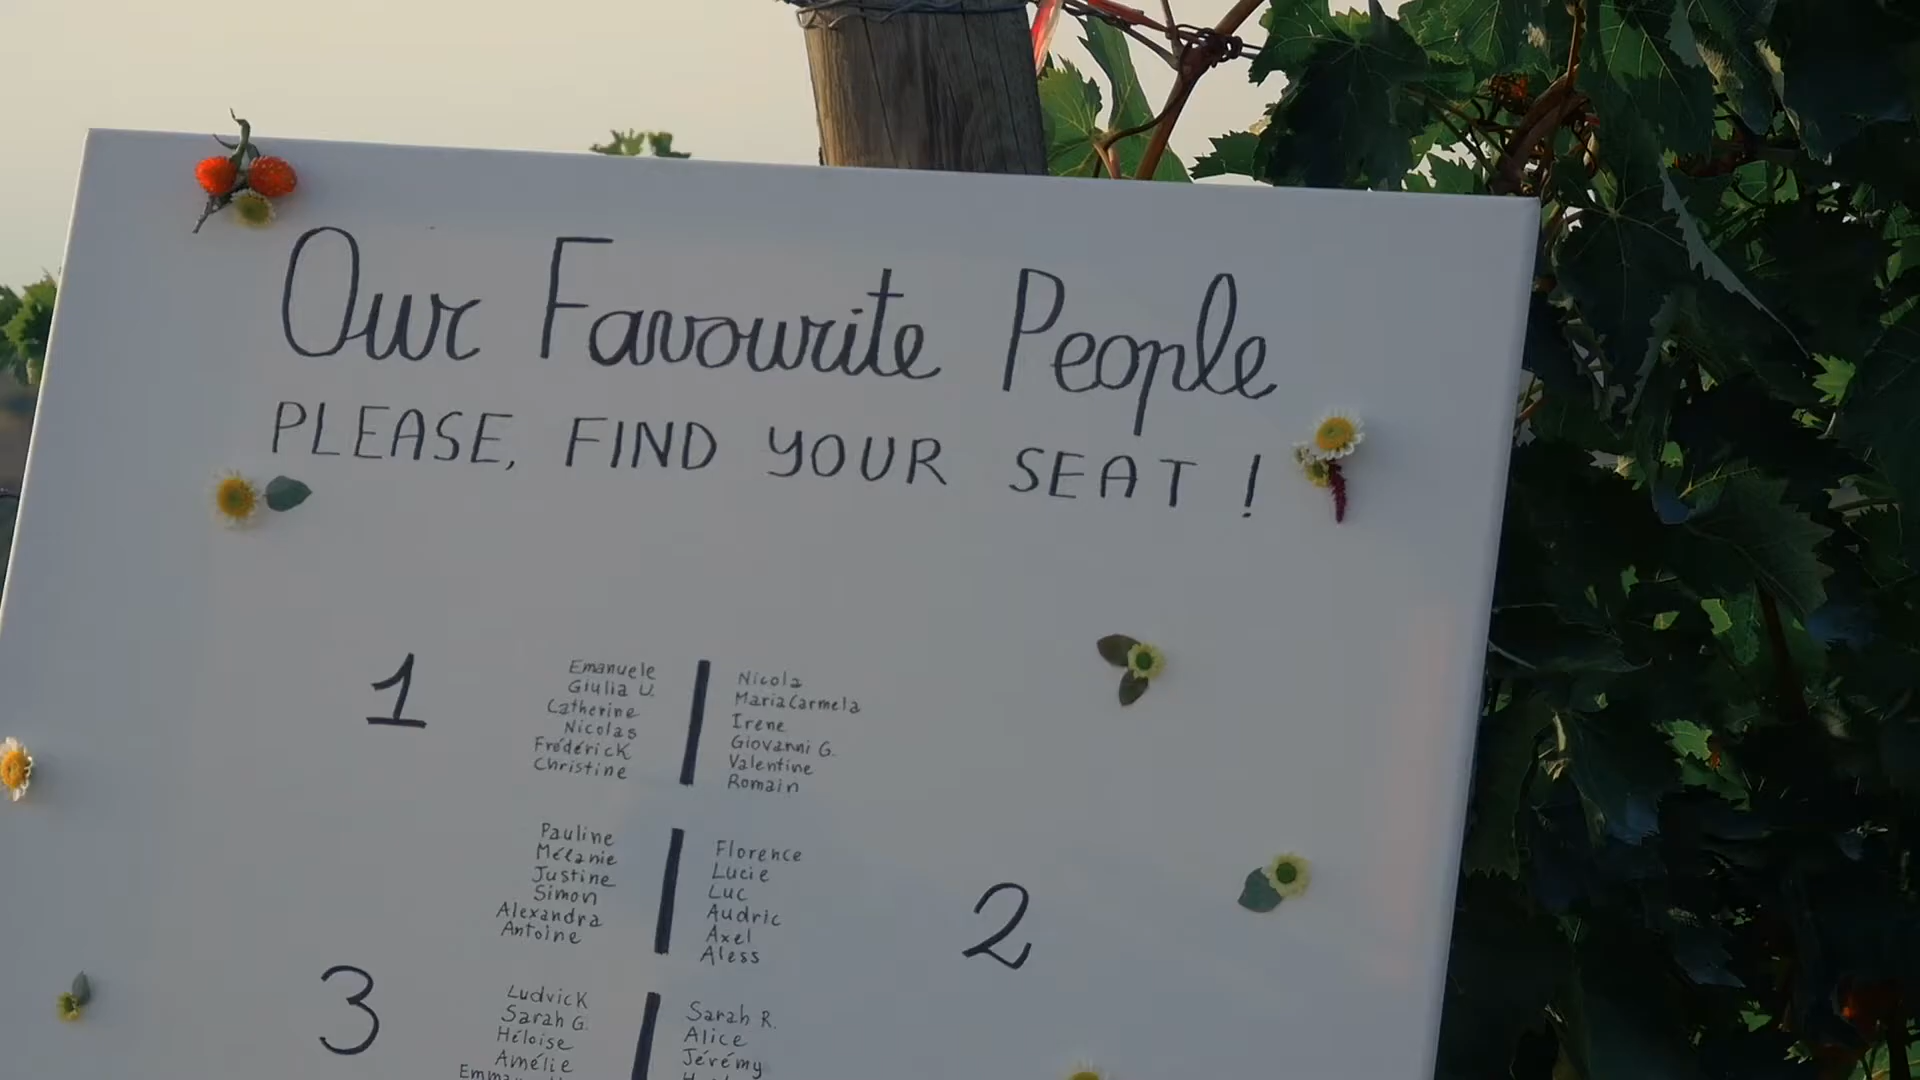 Our Favourite People
PLEASE, FIND YOUR SEAT !
1
Emanuele
Giulia U.
Catherine
Nicolas
Frédérick
Christine
Nicola
MariaCarmela
Irene
Giovanni G.
Valentine
Romain
Pauline
Mélanie
Justine
Simon
Alexandra
Antoine
Florence
Lucie
Luc
Audric
Axel
Aless
2
3
Ludvick
Sarah G.
Héloise
Amélie
Sarah R.
Alice
Jérémy